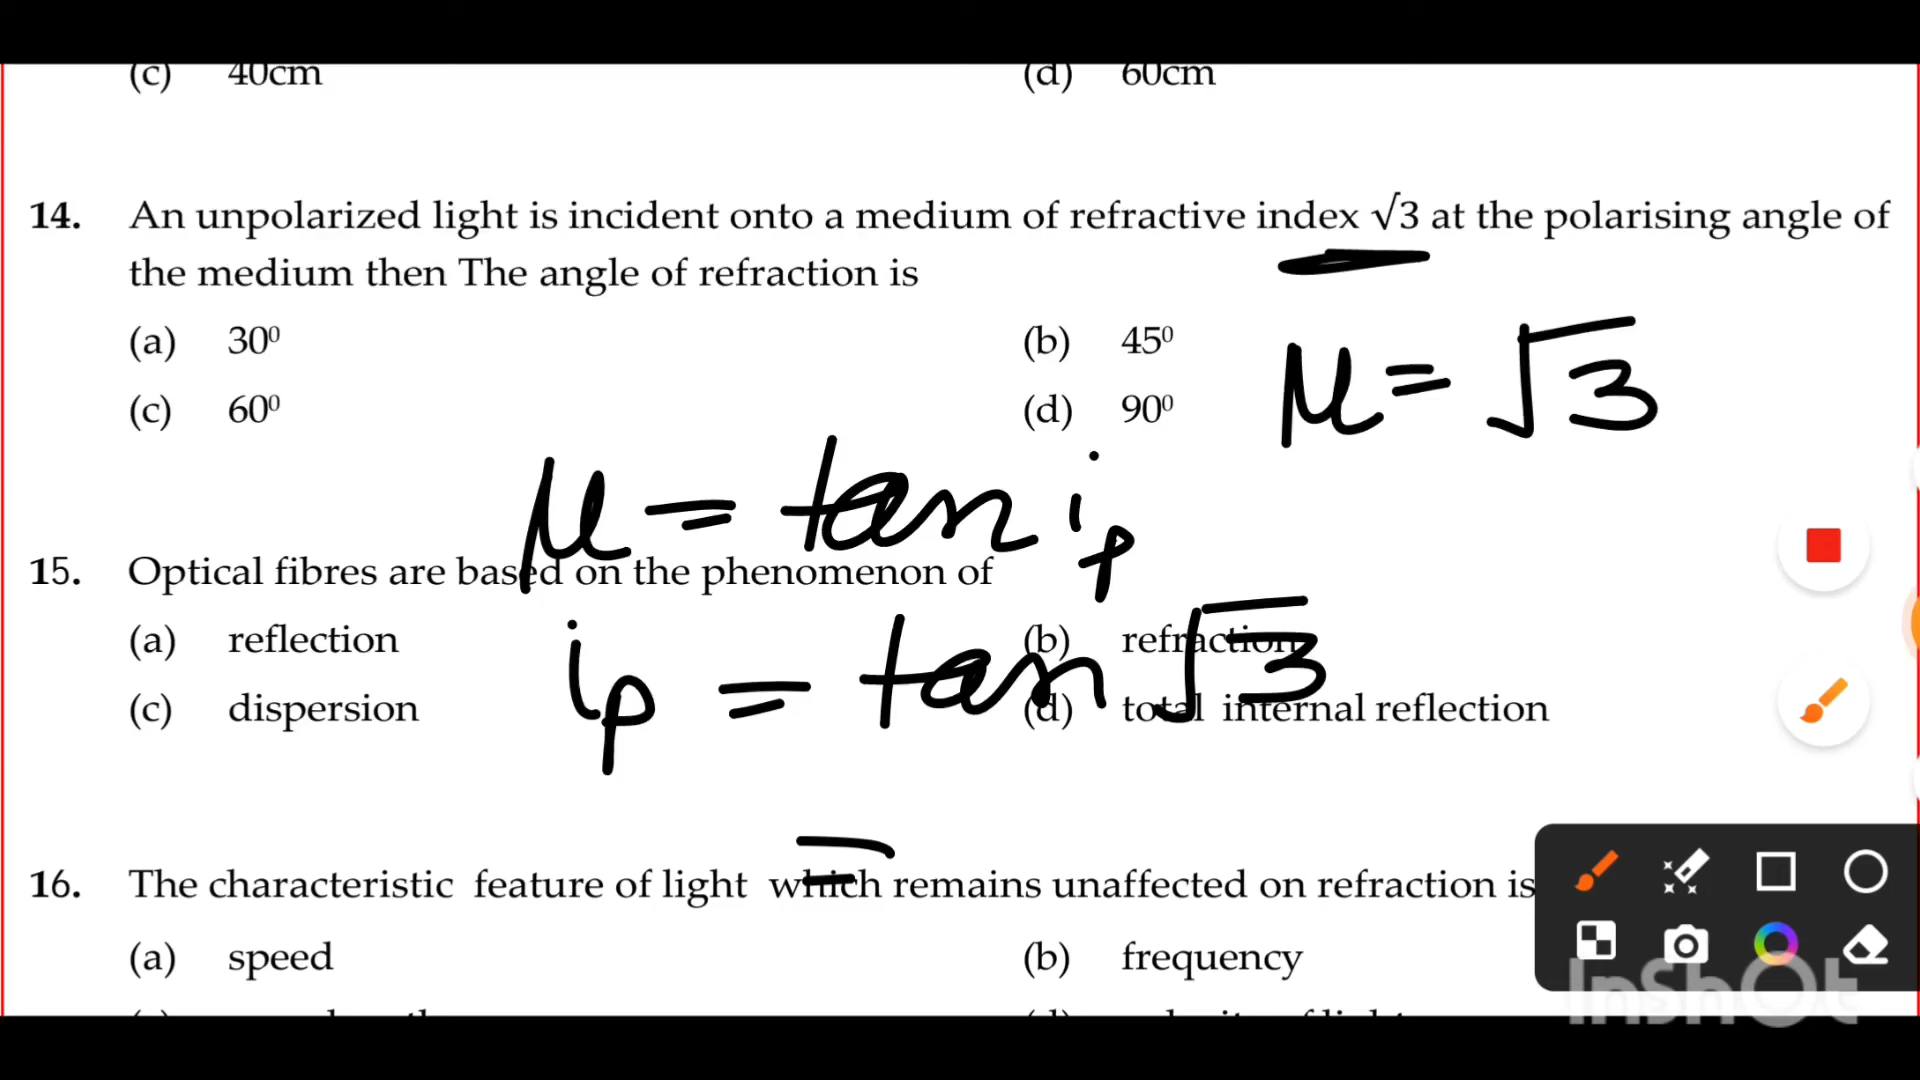 (c) 40cm (d) 60cm
14. An unpolarized light is incident onto a medium of refractive index √3 at the polarising angle of
the medium then The angle of refraction is
(a) 30⁰ (b) 45⁰
(c) 60⁰ (d) 90⁰
μ = √3
μ = tan ip
15. Optical fibres are based on the phenomenon of
(a) reflection (b) refraction
ip = tan √3
(c) dispersion (d) total internal reflection
=
16. The characteristic feature of light which remains unaffected on refraction is
(a) speed (b) frequency
InShOt